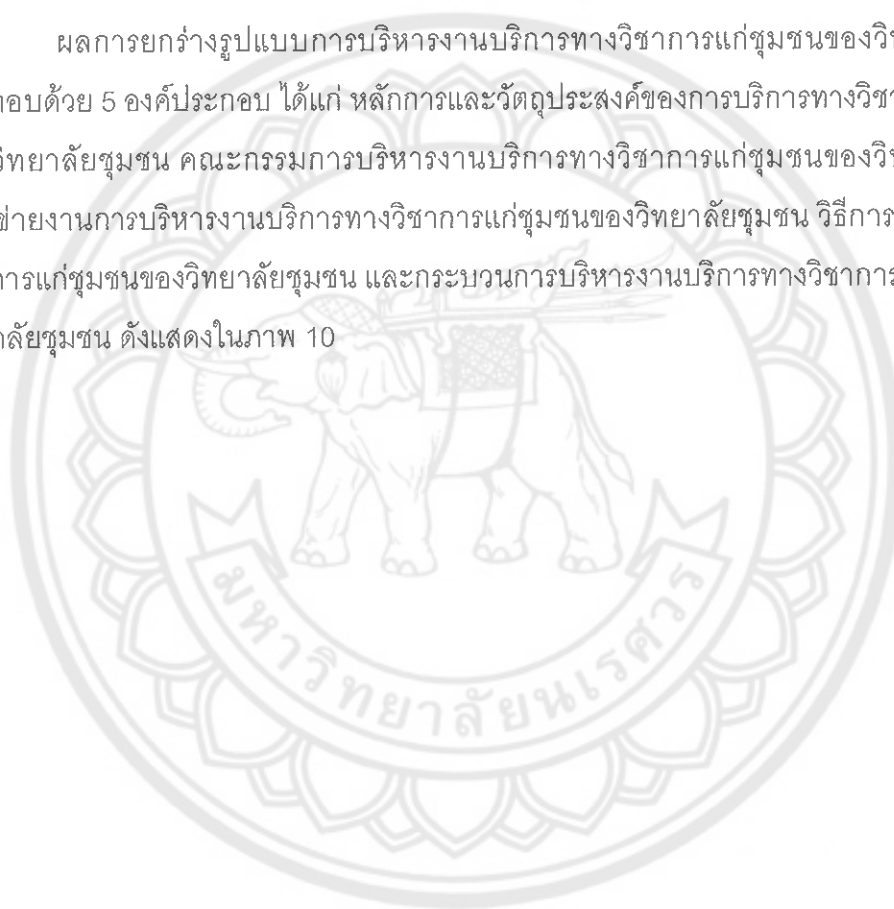 ผลการยกร่างรูปแบบการบริหารงานบริการทางวิชาการแก่ชุมชนของวิ
กอบด้วย 5 องค์ประกอบ ได้แก่ หลักการและวัตถุประสงค์ของการบริการทางวิชา
วิทยาลัยชุมชน คณะกรรมการบริหารงานบริการทางวิชาการแก่ชุมชนของวิ
ข่ายงานการบริหารงานบริการทางวิชาการแก่ชุมชนของวิทยาลัยชุมชน วิธีการ
การแก่ชุมชนของวิทยาลัยชุมชน และกระบวนการบริหารงานบริการทางวิชาการ
าลัยชุมชน ดังแสดงในภาพ 10
มหาวิทยาลัยนเรศวร